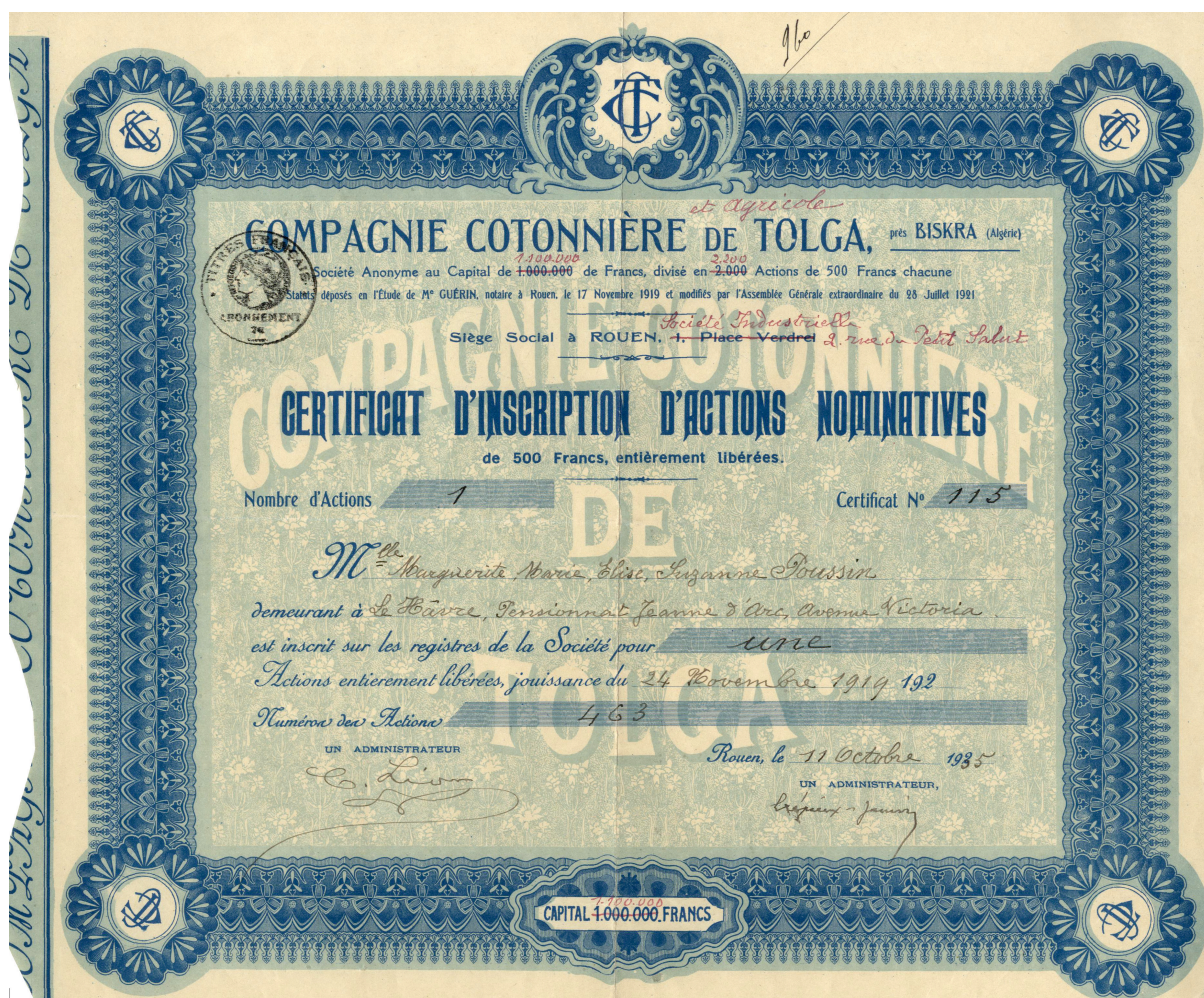 960
CTC
et agricole
COMPAGNIE COTONNIÈRE DE TOLGA, près BISKRA (Algérie)
1.100.000 2.200
Société Anonyme au Capital de 1.000.000 de Francs, divisé en 2.000 Actions de 500 Francs chacune
Statuts déposés en l'Étude de Me GUÉRIN, notaire à Rouen, le 17 Novembre 1919 et modifiés par l'Assemblée Générale extraordinaire du 28 Juillet 1921
TITRES FRANÇAIS
ABONNEMENT
Société Industrielle
Siège Social à ROUEN, 1, Place Verdrel 2. rue du Petit Salut
COMPAGNIE COTONNIÈRE
DE
TOLGA
CERTIFICAT D'INSCRIPTION D'ACTIONS NOMINATIVES
de 500 Francs, entièrement libérées.
Nombre d'Actions 1 Certificat No 115
Mlle Marguerite, Marie, Elise, Suzanne Poussin
demeurant à Le Hâvre, Pensionnat Jeanne d'Arc, Avenue Victoria
est inscrit sur les registres de la Société pour une
Actions entierement libérées, jouissance du 24 Novembre 1919 192
Numéros des Actions 463
Rouen, le 11 Octobre 1935
UN ADMINISTRATEUR
UN ADMINISTRATEUR,
C. Léon
1.100.000
CAPITAL 1.000.000.FRANCS